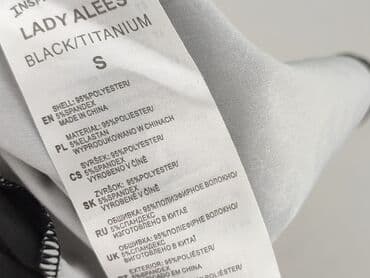 LADY ALEES
BLACK/TITANIUM
S
SHELL: 95%POLYESTER/
EN 5%SPANDEX
MADE IN CHINA
MATERIAŁ: 95%POLIESTER/
PL 5%ELASTAN
WYPRODUKOWANO W CHINACH
SVRŠEK: 95%POLYESTER/
CS 5%SPANDEX
VYROBENO V ČÍNĚ
ZVRŠOK: 95%POLYESTER/
SK 5%SPANDEX
VYROBENO V ČÍNE
ОБШИВКА: 95%ПОЛИЭФИРНОЕ ВОЛОКНО/
RU 5%СПАНДЕКС
ИЗГОТОВЛЕНО В КИТАЕ
ОБШИВКА: 95%ПОЛІЕФІРНЕ ВОЛОКНО/
UK 5%СПАНДЕКС
ВИГОТОВЛЕНО В КИТАЇ
EXTERIOR: 95%POLIESTER/